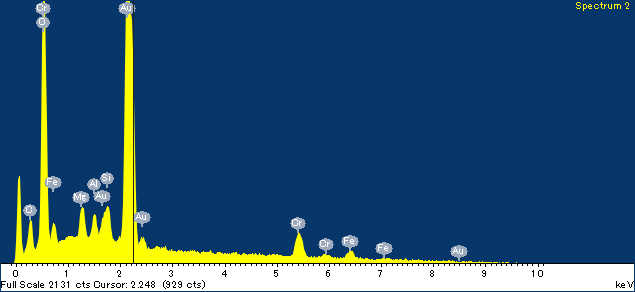 Spectrum 2
Cr Au
O
Fe Al Si
Mg Au
O Au Cr
Cr Fe Fe Au
0 1 2 3 4 5 6 7 8 9 10
Full Scale 2131 cts Cursor: 2.248 (929 cts) keV